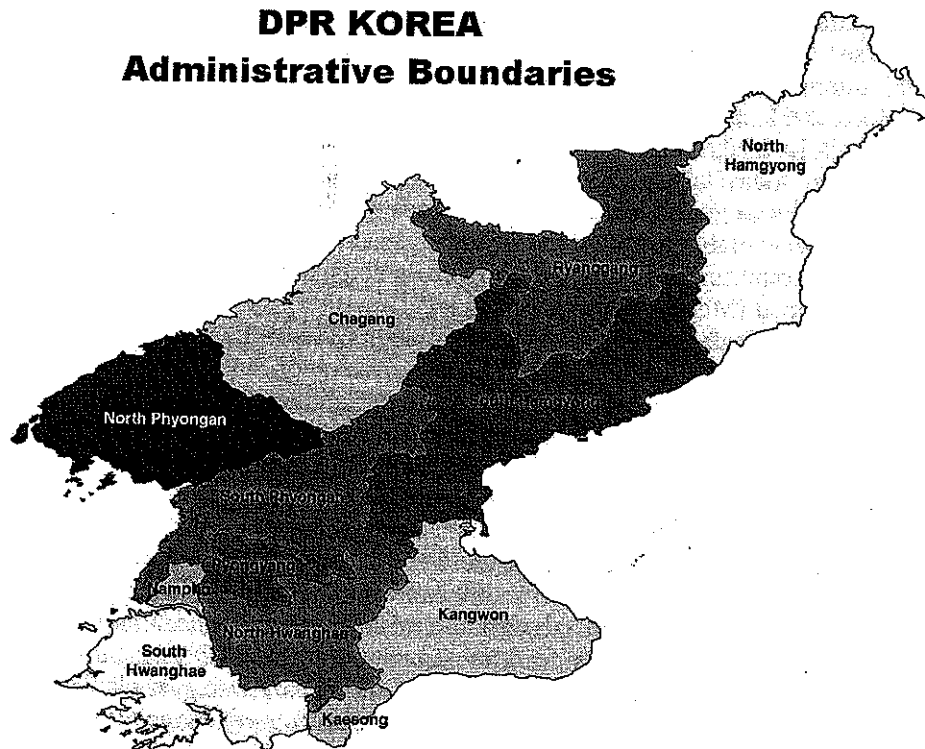 DPR KOREA
Administrative Boundaries
North
Hamgyong
Ryanggang
Chagang
South Hamgyong
North Phyongan
South Phyongan
Pyongyang
Nampho
Kangwon
North Hwanghae
South
Hwanghae
Kaesong